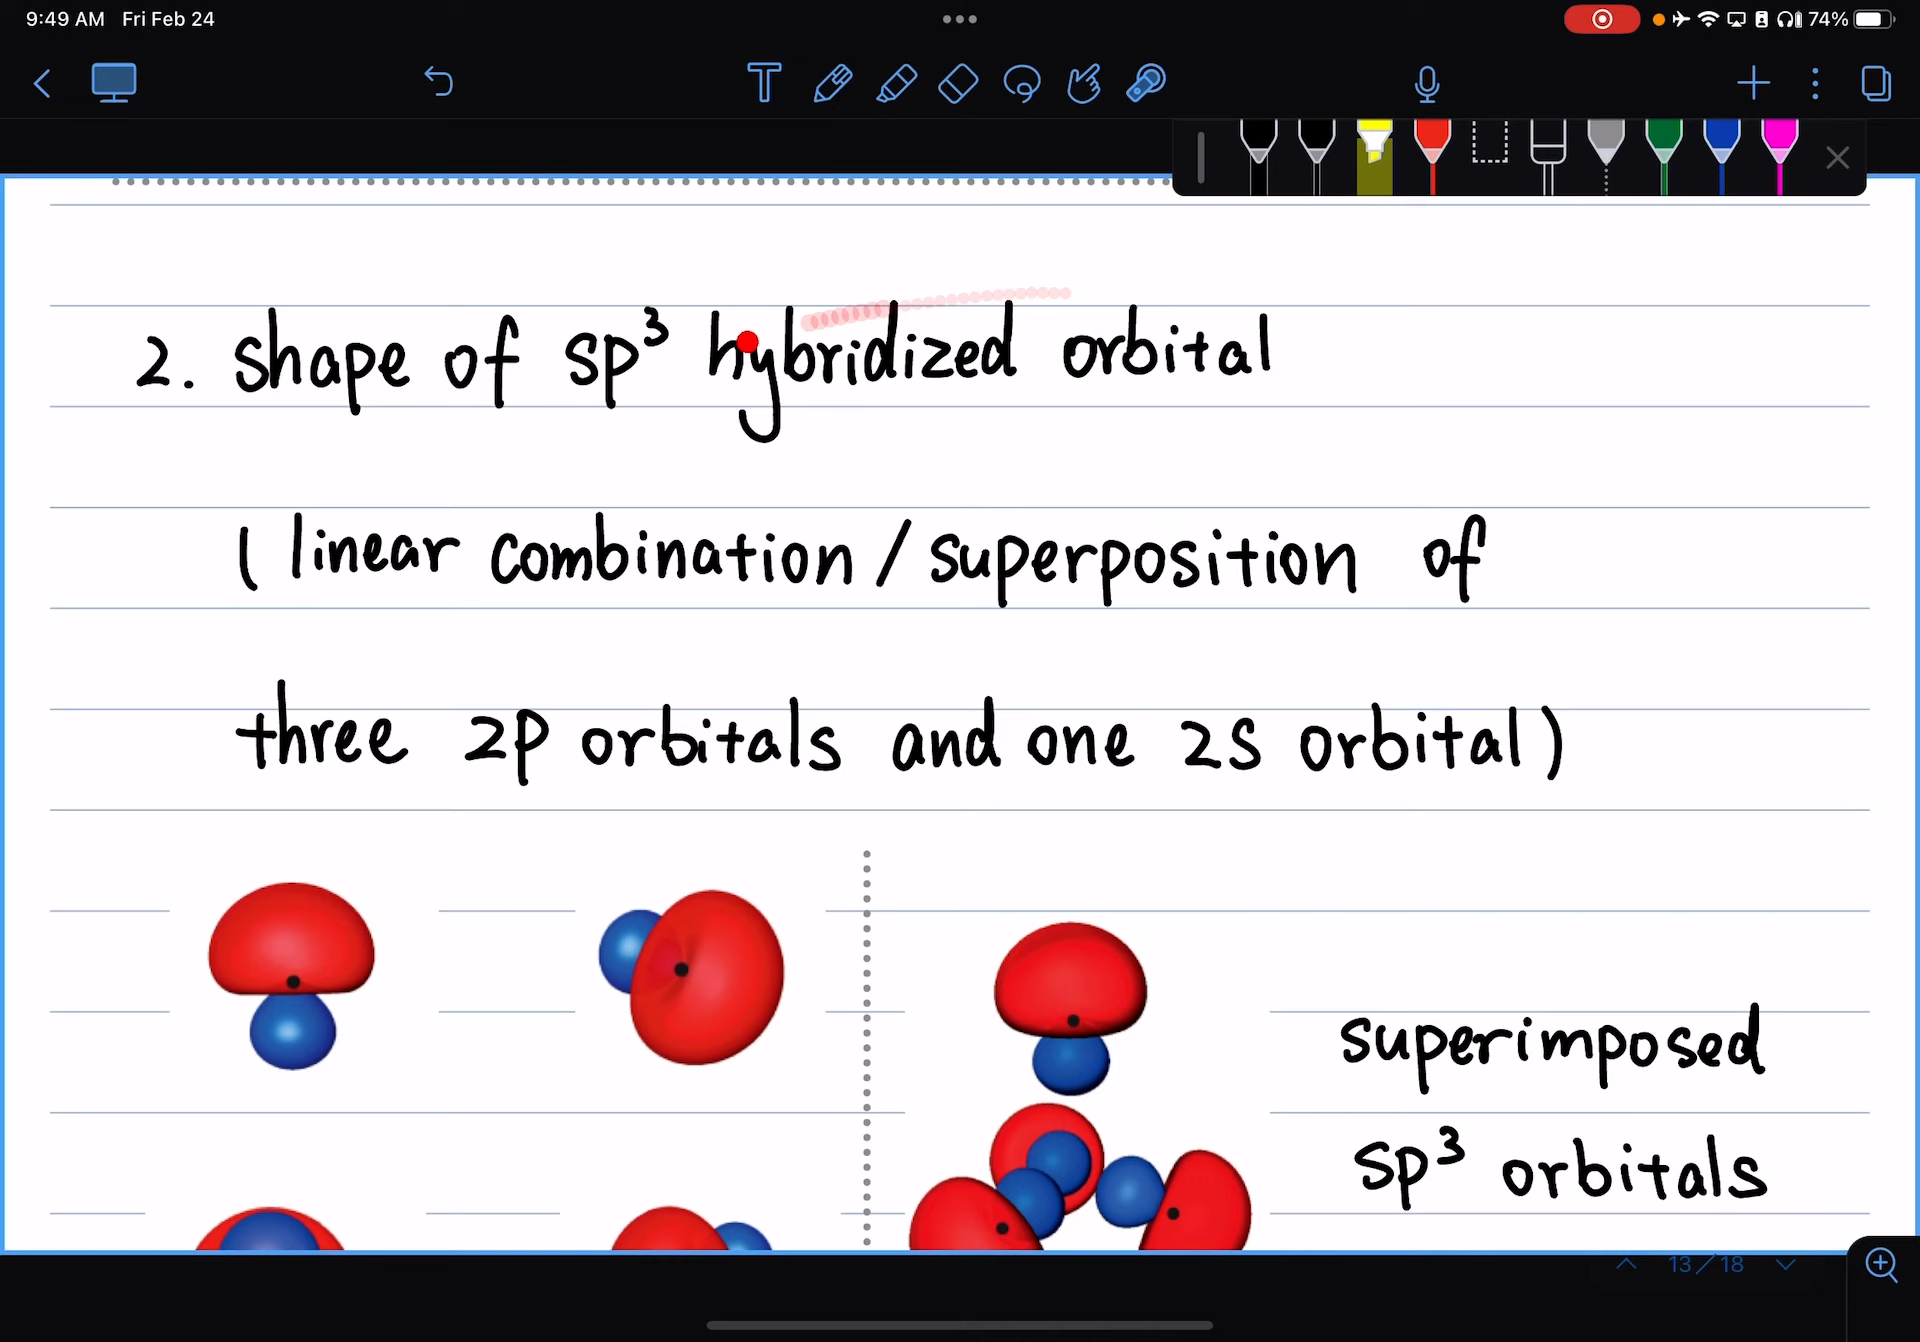 9:49 AM Fri Feb 24
74%
2. shape of sp³ hybridized orbital
( linear combination / superposition of
three 2p orbitals and one 2s orbital )
superimposed
sp³ orbitals
13 / 18